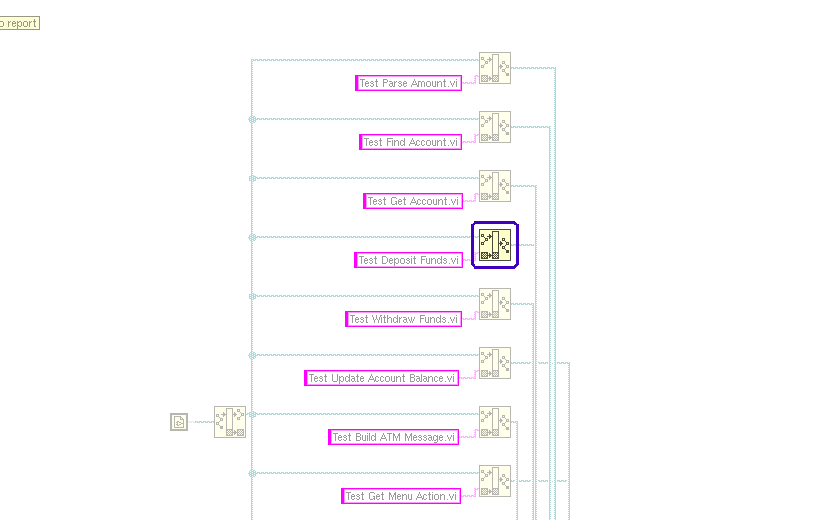 o report
Test Parse Amount.vi
Test Find Account.vi
Test Get Account.vi
Test Deposit Funds.vi
Test Withdraw Funds.vi
Test Update Account Balance.vi
Test Build ATM Message.vi
Test Get Menu Action.vi